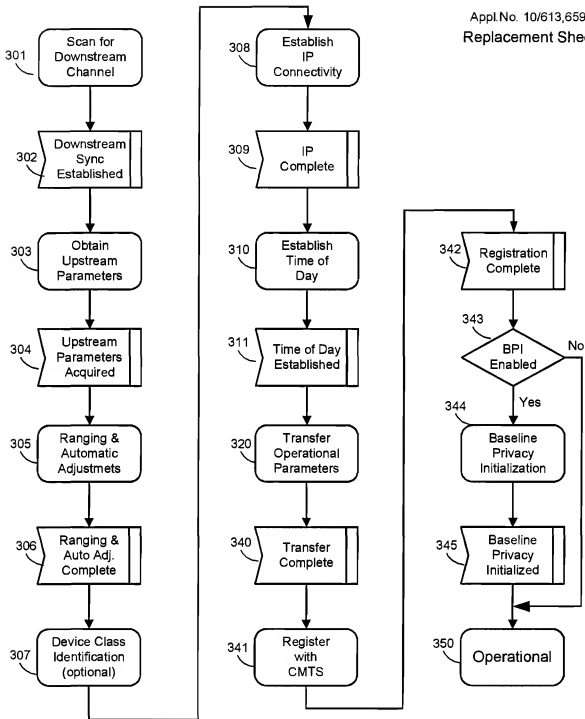 Appl.No. 10/613,659
Replacement She
301
Scan for
Downstream
Channel
302
Downstream
Sync
Established
303
Obtain
Upstream
Parameters
304
Upstream
Parameters
Acquired
305
Ranging &
Automatic
Adjustmets
306
Ranging &
Auto Adj.
Complete
307
Device Class
Identification
(optional)
308
Establish
IP
Connectivity
309
IP
Complete
310
Establish
Time of
Day
311
Time of Day
Established
320
Transfer
Operational
Parameters
340
Transfer
Complete
341
Register
with
CMTS
342
Registration
Complete
343
BPI
Enabled
No
Yes
344
Baseline
Privacy
Initialization
345
Baseline
Privacy
Initialized
350
Operational